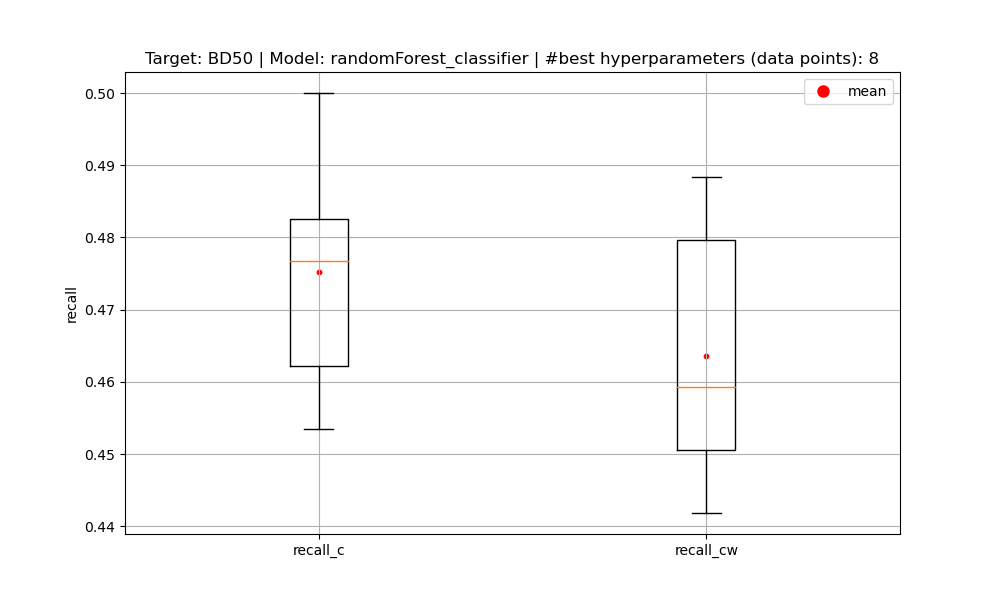 Target: BD50 | Model: randomForest_classifier | #best hyperparameters (data points): 8
mean
0.50
0.49
0.48
0.47
0.46
0.45
0.44
recall
recall_c
recall_cw